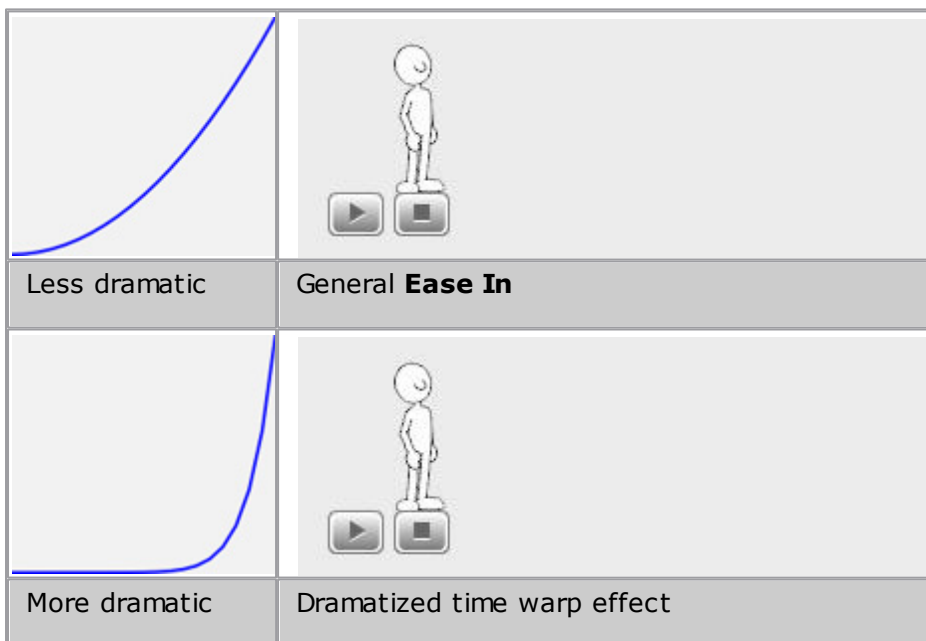 Less dramatic
General Ease In
More dramatic
Dramatized time warp effect